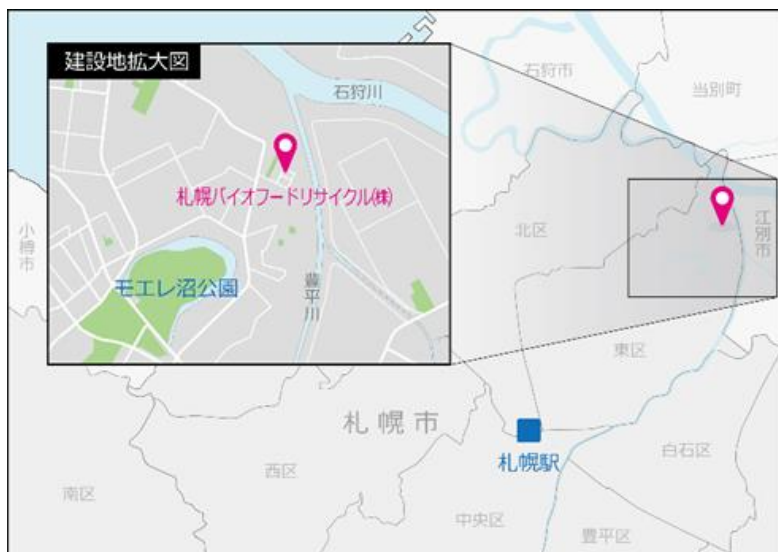 建設地拡大図
石狩川
札幌バイオフードリサイクル㈱
モエレ沼公園
豊平川
石狩市
当別町
小樽市
北区
江別市
東区
札幌市
札幌駅
西区
白石区
南区
中央区
豊平区